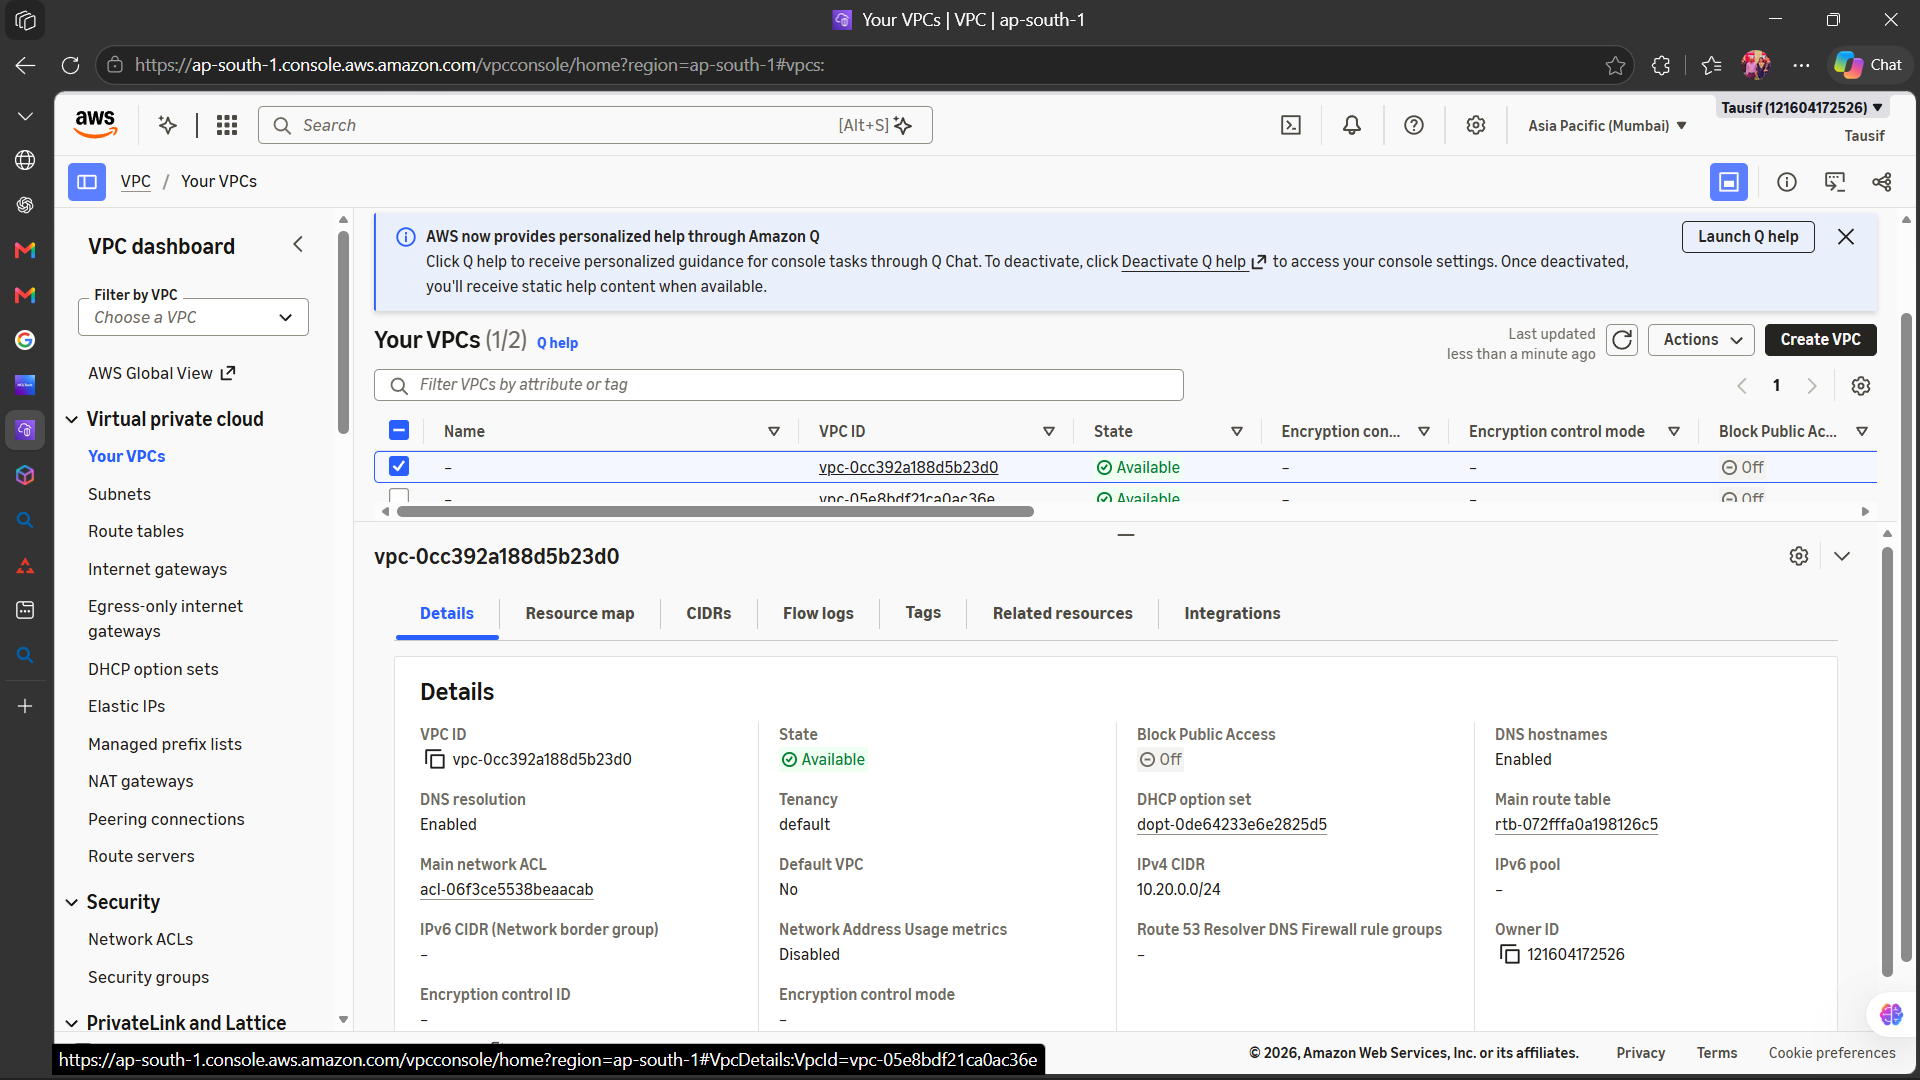 Your VPCs | VPC | ap-south-1
https://ap-south-1.console.aws.amazon.com/vpcconsole/home?region=ap-south-1#vpcs:
Chat
aws
Search
[Alt+S]
Asia Pacific (Mumbai)
Tausif (121604172526)
Tausif
VPC / Your VPCs
VPC dashboard
Filter by VPC
Choose a VPC
AWS Global View
Virtual private cloud
Your VPCs
Subnets
Route tables
Internet gateways
Egress-only internet
gateways
DHCP option sets
Elastic IPs
Managed prefix lists
NAT gateways
Peering connections
Route servers
Security
Network ACLs
Security groups
PrivateLink and Lattice
AWS now provides personalized help through Amazon Q
Click Q help to receive personalized guidance for console tasks through Q Chat. To deactivate, click Deactivate Q help to access your console settings. Once deactivated,
you'll receive static help content when available.
Launch Q help
Your VPCs (1/2) Q help
Last updated
less than a minute ago
Actions
Create VPC
Filter VPCs by attribute or tag
1
Name VPC ID State Encryption con... Encryption control mode Block Public Ac...
– vpc-0cc392a188d5b23d0 Available – – Off
– vpc-05e8bdf21ca0ac36e Available – – Off
vpc-0cc392a188d5b23d0
Details Resource map CIDRs Flow logs Tags Related resources Integrations
Details
VPC ID
vpc-0cc392a188d5b23d0
State
Available
Block Public Access
Off
DNS hostnames
Enabled
DNS resolution
Enabled
Tenancy
default
DHCP option set
dopt-0de64233e6e2825d5
Main route table
rtb-072fffa0a198126c5
Main network ACL
acl-06f3ce5538beaacab
Default VPC
No
IPv4 CIDR
10.20.0.0/24
IPv6 pool
–
IPv6 CIDR (Network border group)
–
Network Address Usage metrics
Disabled
Route 53 Resolver DNS Firewall rule groups
–
Owner ID
121604172526
Encryption control ID
–
Encryption control mode
–
https://ap-south-1.console.aws.amazon.com/vpcconsole/home?region=ap-south-1#VpcDetails:VpcId=vpc-05e8bdf21ca0ac36e
© 2026, Amazon Web Services, Inc. or its affiliates.
Privacy
Terms
Cookie preferences